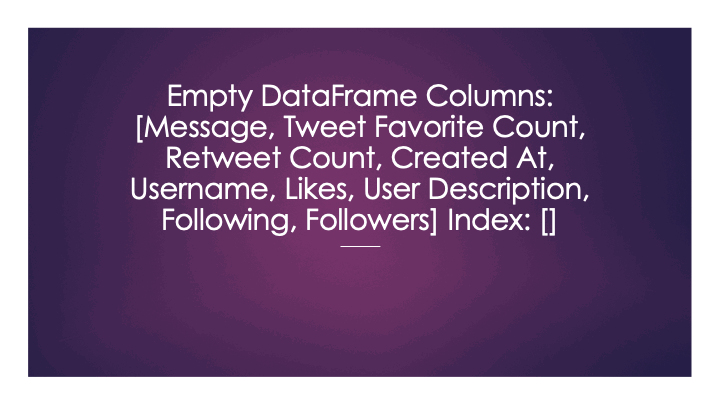 Empty DataFrame Columns:
[Message, Tweet Favorite Count,
Retweet Count, Created At,
Username, Likes, User Description,
Following, Followers] Index: []